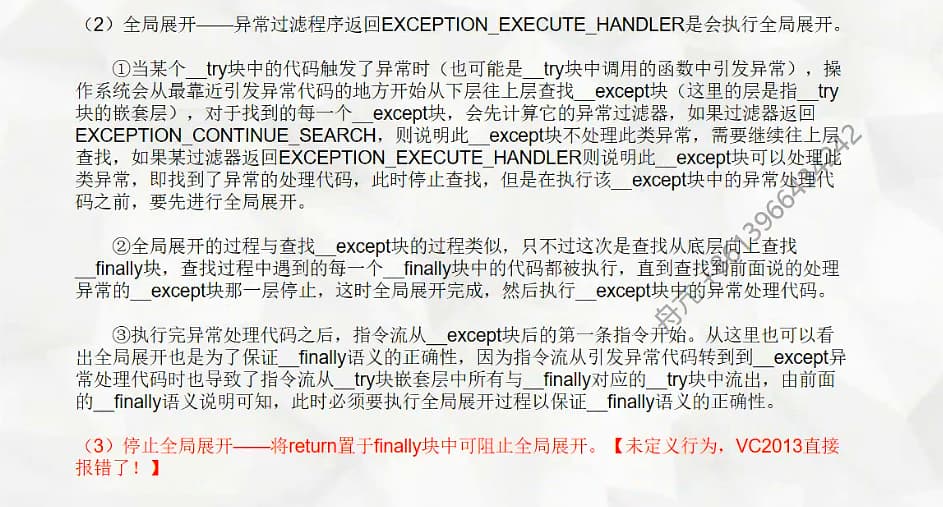 （2）全局展开——异常过滤程序返回EXCEPTION_EXECUTE_HANDLER是会执行全局展开。
①当某个__try块中的代码触发了异常时（也可能是__try块中调用的函数中引发异常），操
作系统会从最靠近引发异常代码的地方开始从下层往上层查找__except块（这里的层是指__try
块的嵌套层），对于找到的每一个__except块，会先计算它的异常过滤器，如果过滤器返回
EXCEPTION_CONTINUE_SEARCH，则说明此__except块不处理此类异常，需要继续往上层
查找，如果某过滤器返回EXCEPTION_EXECUTE_HANDLER则说明此__except块可以处理此
类异常，即找到了异常的处理代码，此时停止查找，但是在执行该__except块中的异常处理代
码之前，要先进行全局展开。
②全局展开的过程与查找__except块的过程类似，只不过这次是查找从底层向上查找
__finally块，查找过程中遇到的每一个__finally块中的代码都被执行，直到查找到前面说的处理
异常的__except块那一层停止，这时全局展开完成，然后执行__except块中的异常处理代码。
③执行完异常处理代码之后，指令流从__except块后的第一条指令开始。从这里也可以看
出全局展开也是为了保证__finally语义的正确性，因为指令流从引发异常代码转到到__except异
常处理代码时也导致了指令流从__try块嵌套层中所有与__finally对应的__try块中流出，由前面
的__finally语义说明可知，此时必须要执行全局展开过程以保证__finally语义的正确性。
（3）停止全局展开——将return置于finally块中可阻止全局展开。【未定义行为，VC2013直接
报错了！】